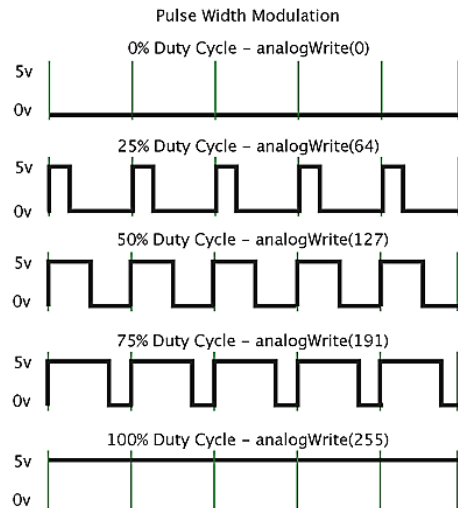 Pulse Width Modulation
0% Duty Cycle – analogWrite(0)
5v
0v
25% Duty Cycle – analogWrite(64)
5v
0v
50% Duty Cycle – analogWrite(127)
5v
0v
75% Duty Cycle – analogWrite(191)
5v
0v
100% Duty Cycle – analogWrite(255)
5v
0v